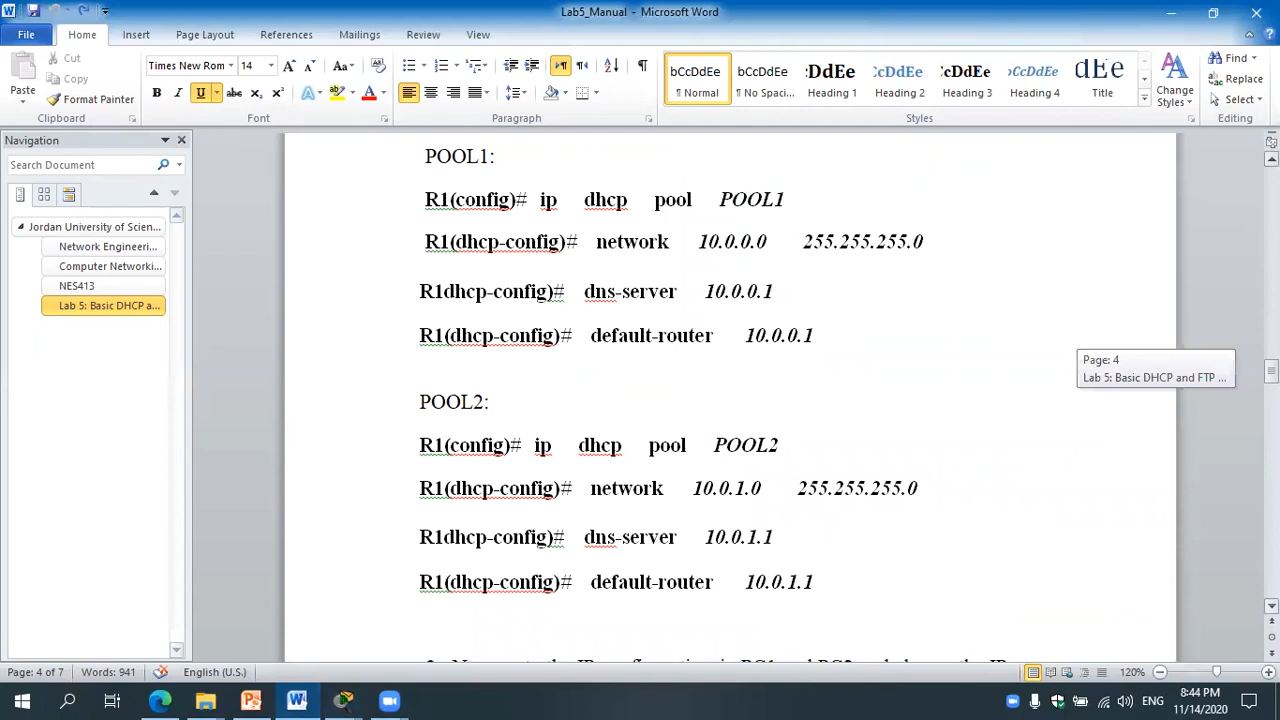 Lab5_Manual - Microsoft Word
File Home Insert Page Layout References Mailings Review View
Cut
Copy
Format Painter
Paste
Clipboard
Times New Rom 14
Font
Paragraph
bCcDdEe bCcDdEe bDdEe bCcDdEe bCcDdEe bCcDdEe dEe
¶ Normal ¶ No Spaci... Heading 1 Heading 2 Heading 3 Heading 4 Title
Change Styles
Styles
Find
Replace
Select
Editing
Navigation
Search Document
Jordan University of Scien...
Network Engineeri...
Computer Networki...
NES413
Lab 5: Basic DHCP a...
POOL1:
R1(config)# ip dhcp pool POOL1
R1(dhcp-config)# network 10.0.0.0 255.255.255.0
R1dhcp-config)# dns-server 10.0.0.1
R1(dhcp-config)# default-router 10.0.0.1
Page: 4
Lab 5: Basic DHCP and FTP ...
POOL2:
R1(config)# ip dhcp pool POOL2
R1(dhcp-config)# network 10.0.1.0 255.255.255.0
R1dhcp-config)# dns-server 10.0.1.1
R1(dhcp-config)# default-router 10.0.1.1
Page: 4 of 7 Words: 941 English (U.S.) 120%
ENG
8:44 PM
11/14/2020